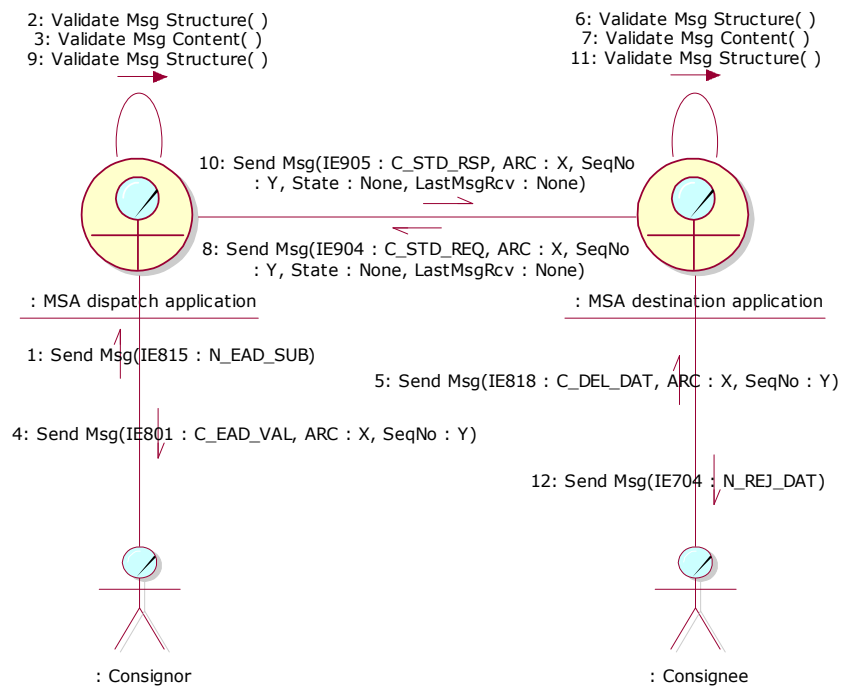 2: Validate Msg Structure( )
3: Validate Msg Content( )
9: Validate Msg Structure( )
6: Validate Msg Structure( )
7: Validate Msg Content( )
11: Validate Msg Structure( )
10: Send Msg(IE905 : C_STD_RSP, ARC : X, SeqNo
: Y, State : None, LastMsgRcv : None)
8: Send Msg(IE904 : C_STD_REQ, ARC : X, SeqNo
: Y, State : None, LastMsgRcv : None)
: MSA dispatch application
: MSA destination application
1: Send Msg(IE815 : N_EAD_SUB)
5: Send Msg(IE818 : C_DEL_DAT, ARC : X, SeqNo : Y)
4: Send Msg(IE801 : C_EAD_VAL, ARC : X, SeqNo : Y)
12: Send Msg(IE704 : N_REJ_DAT)
: Consignor
: Consignee